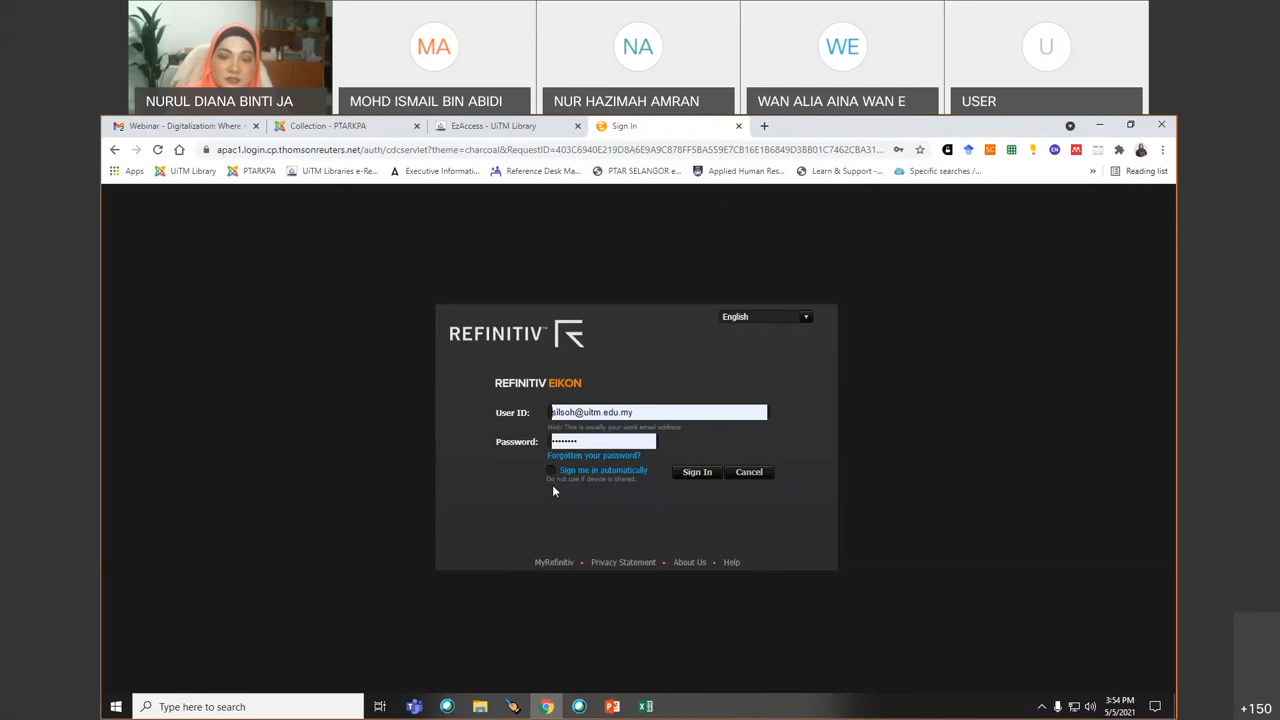 MA
NA
WE
U
NURUL DIANA BINTI JA
MOHD ISMAIL BIN ABIDI
NUR HAZIMAH AMRAN
WAN ALIA AINA WAN E
USER
Webinar - Digitalization: Where
Collection - PTARKPA
EzAccess - UiTM Library
Sign In
apac1.login.cp.thomsonreuters.net/auth/cdcservlet?theme=charcoal&RequestID=403C6940E219D8A6E9A9C878FF5BA559E7CB16E1B6849D3BB01C7462CBA31...
Apps
UiTM Library
PTARKPA
UiTM Libraries e-Re...
Executive Informati...
Reference Desk Ma...
PTAR SELANGOR e...
Applied Human Res...
Learn & Support -...
Specific searches /...
»
Reading list
REFINITIV
English
REFINITIV EIKON
User ID:
silsoh@uitm.edu.my
Hint: This is usually your work email address
Password:
••••••••
Forgotten your password?
Sign me in automatically
Do not use if device is shared.
Sign In
Cancel
MyRefinitiv • Privacy Statement • About Us • Help
Type here to search
3:54 PM
5/5/2021
+150